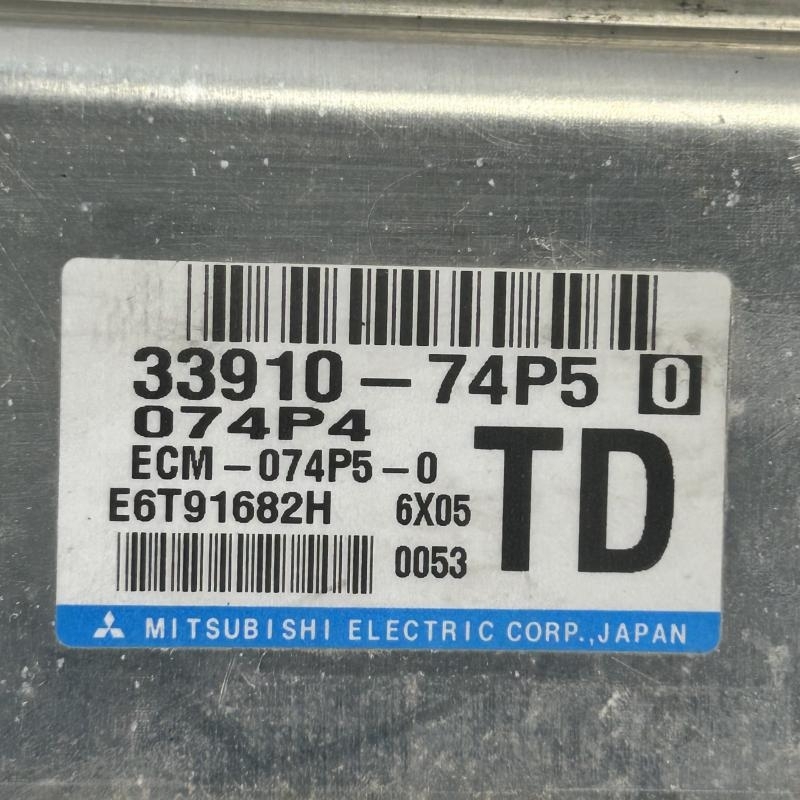 33910-74P5 0
074P4
ECM-074P5-0
TD
E6T91682H 6X05
0053
MITSUBISHI ELECTRIC CORP.,JAPAN